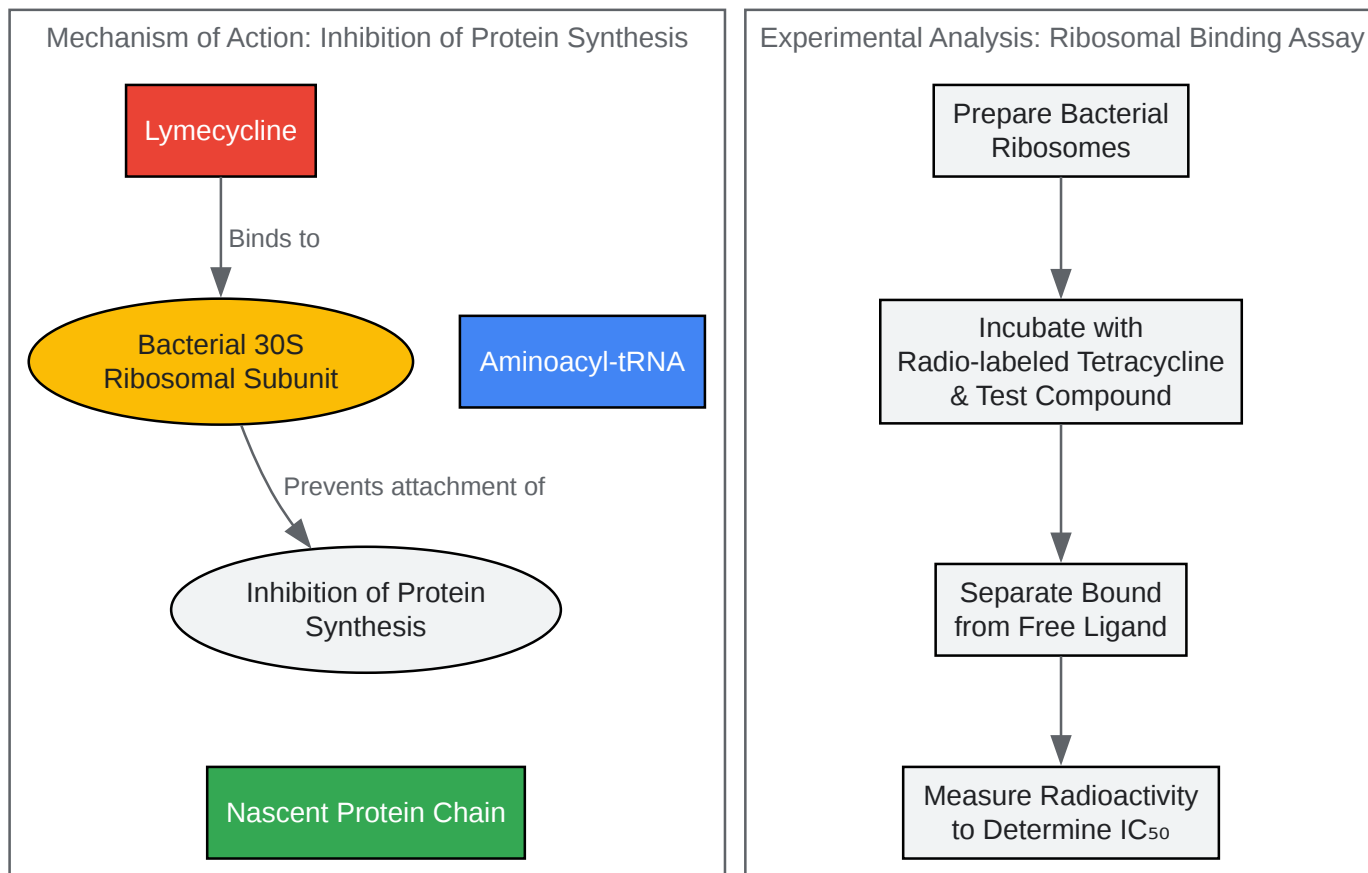 Mechanism of Action: Inhibition of Protein Synthesis
Lymecycline
Binds to
Bacterial 30S
Ribosomal Subunit
Aminoacyl-tRNA
Prevents attachment of
Inhibition of Protein
Synthesis
Nascent Protein Chain
Experimental Analysis: Ribosomal Binding Assay
Prepare Bacterial
Ribosomes
Incubate with
Radio-labeled Tetracycline
& Test Compound
Separate Bound
from Free Ligand
Measure Radioactivity
to Determine IC₅₀